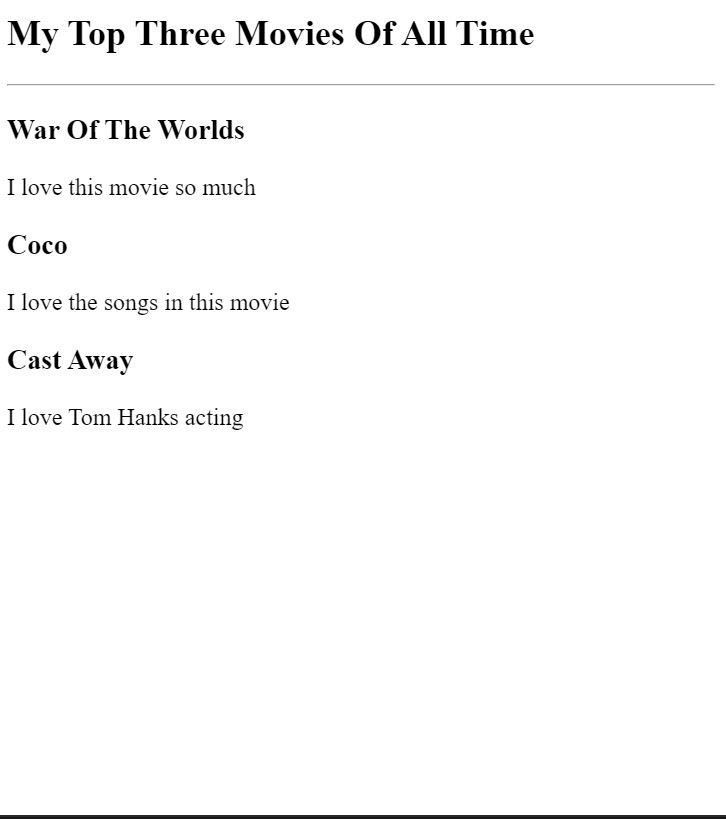 My Top Three Movies Of All Time
War Of The Worlds
I love this movie so much
Coco
I love the songs in this movie
Cast Away
I love Tom Hanks acting